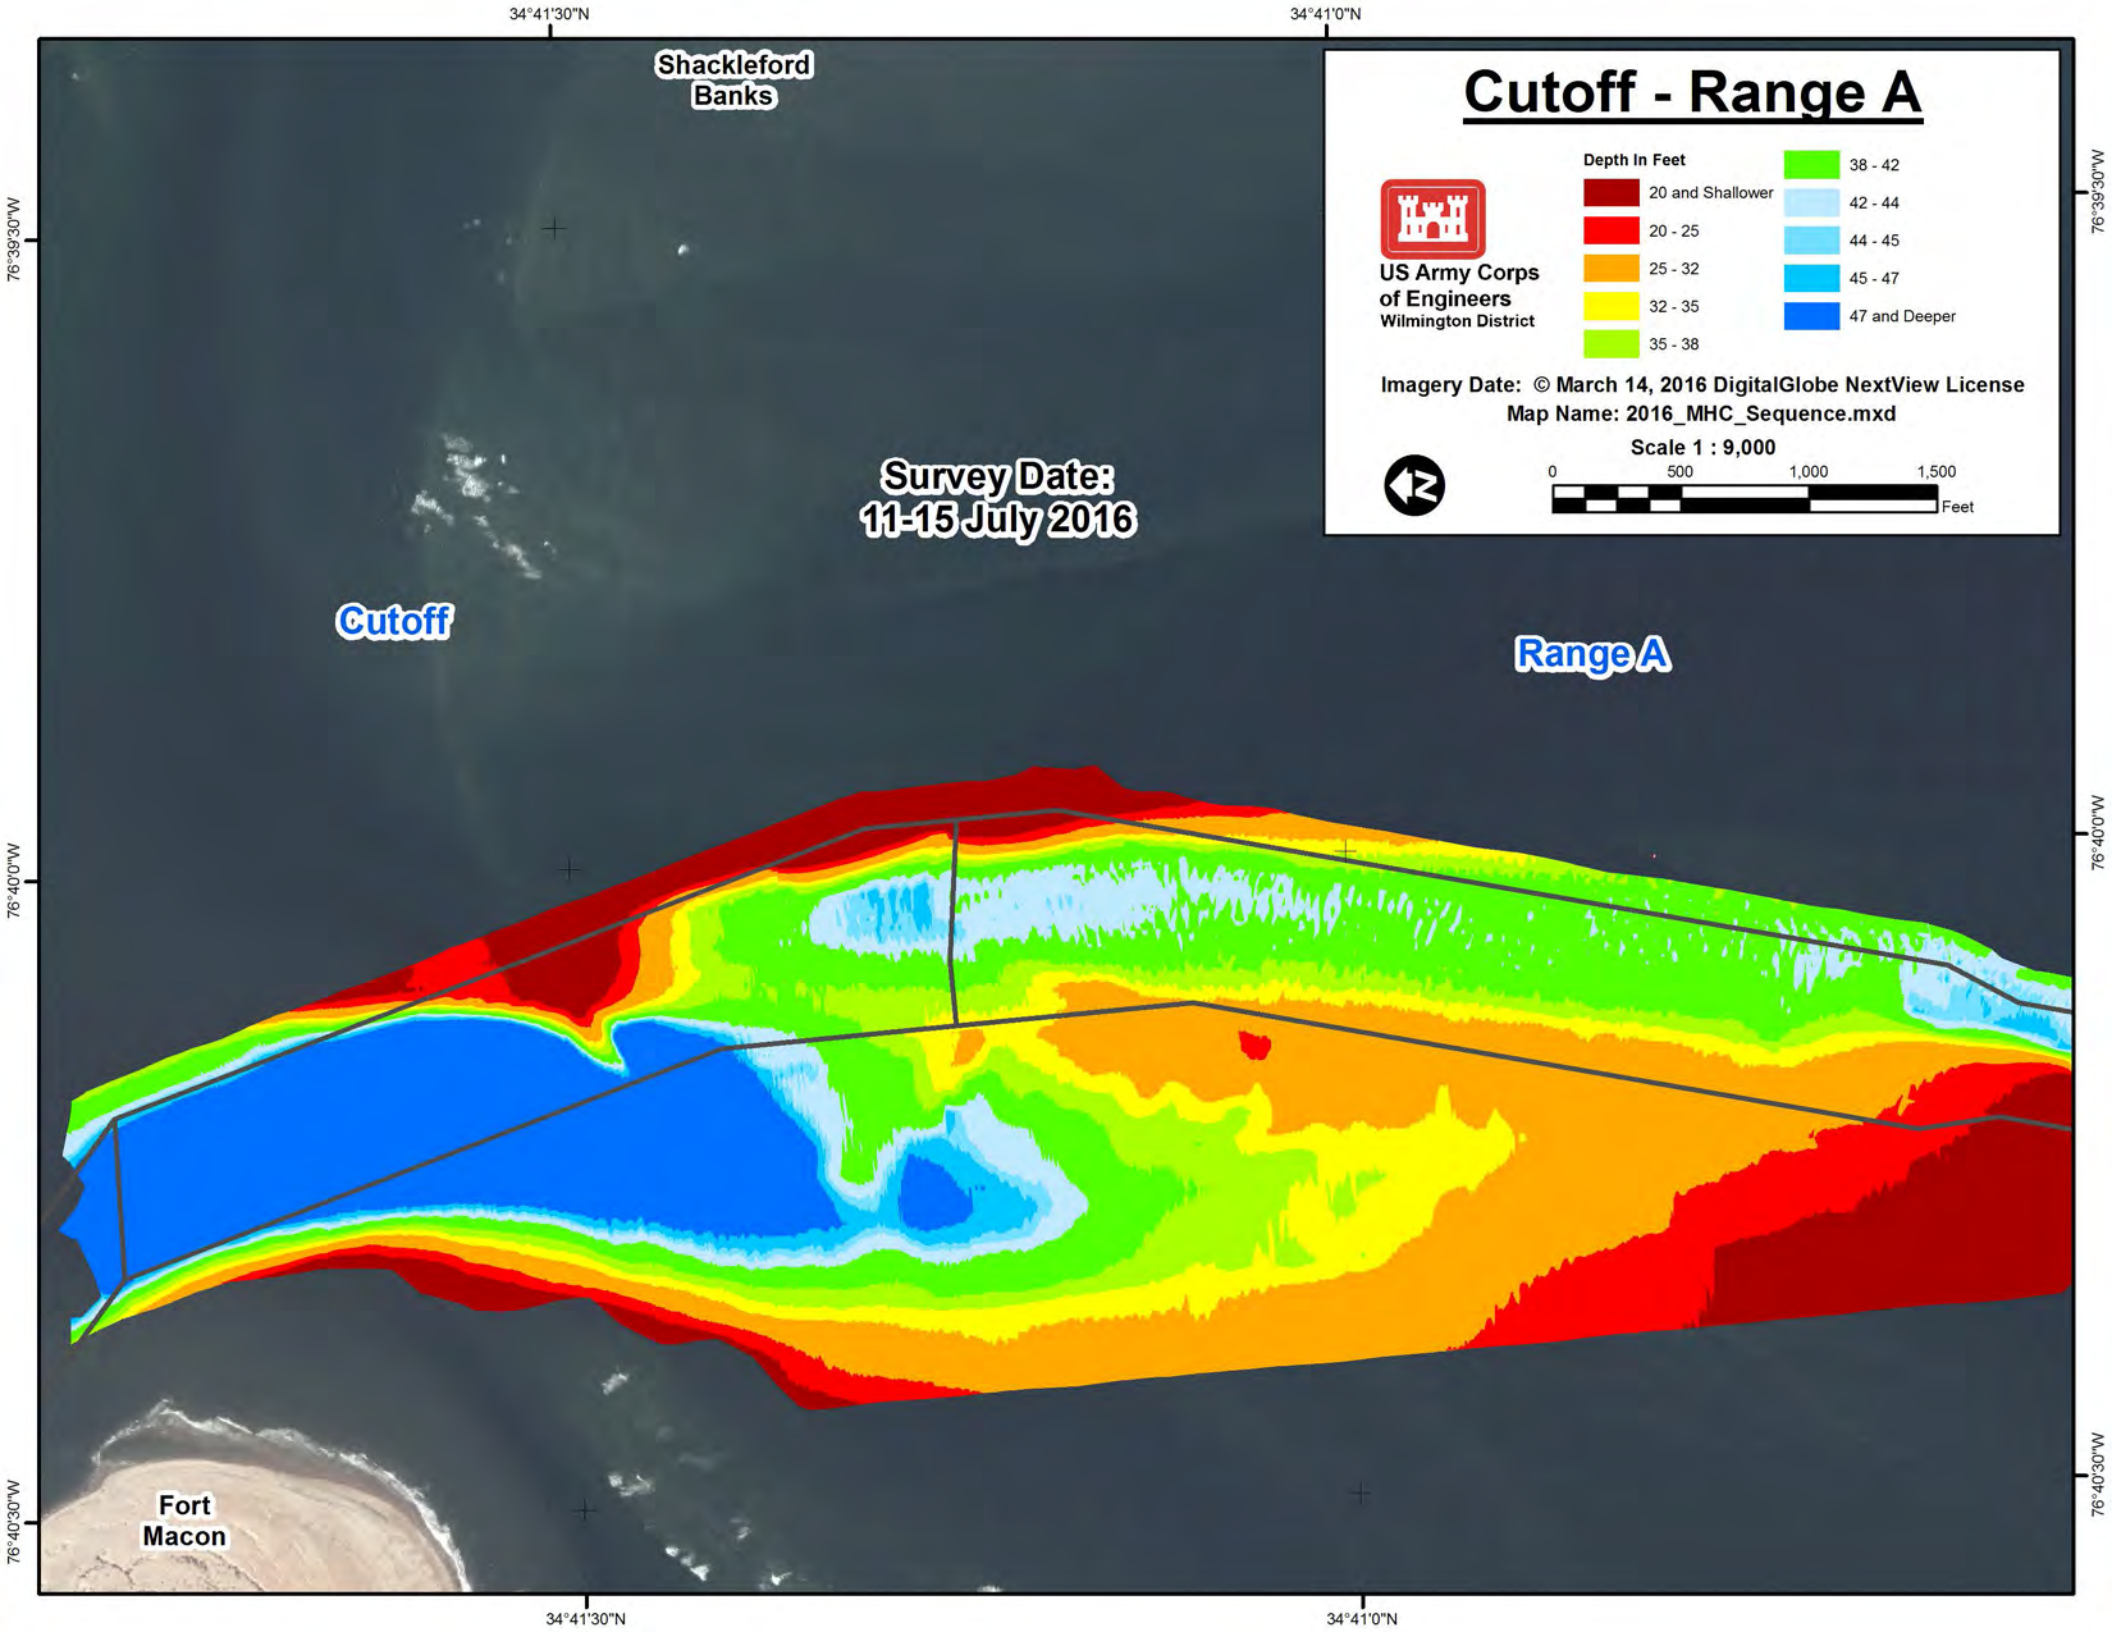 34°41'30"N
34°41'0"N
Shackleford
Banks
Cutoff - Range A
Depth In Feet
20 and Shallower
20 - 25
25 - 32
32 - 35
35 - 38
38 - 42
42 - 44
44 - 45
45 - 47
47 and Deeper
US Army Corps
of Engineers
Wilmington District
Imagery Date: © March 14, 2016 DigitalGlobe NextView License
Map Name: 2016_MHC_Sequence.mxd
Scale 1 : 9,000
0 500 1,000 1,500
Feet
N
76°39'30"W
76°39'30"W
Survey Date:
11-15 July 2016
Cutoff
Range A
76°40'0"W
76°40'0"W
76°40'30"W
76°40'30"W
Fort
Macon
34°41'30"N
34°41'0"N